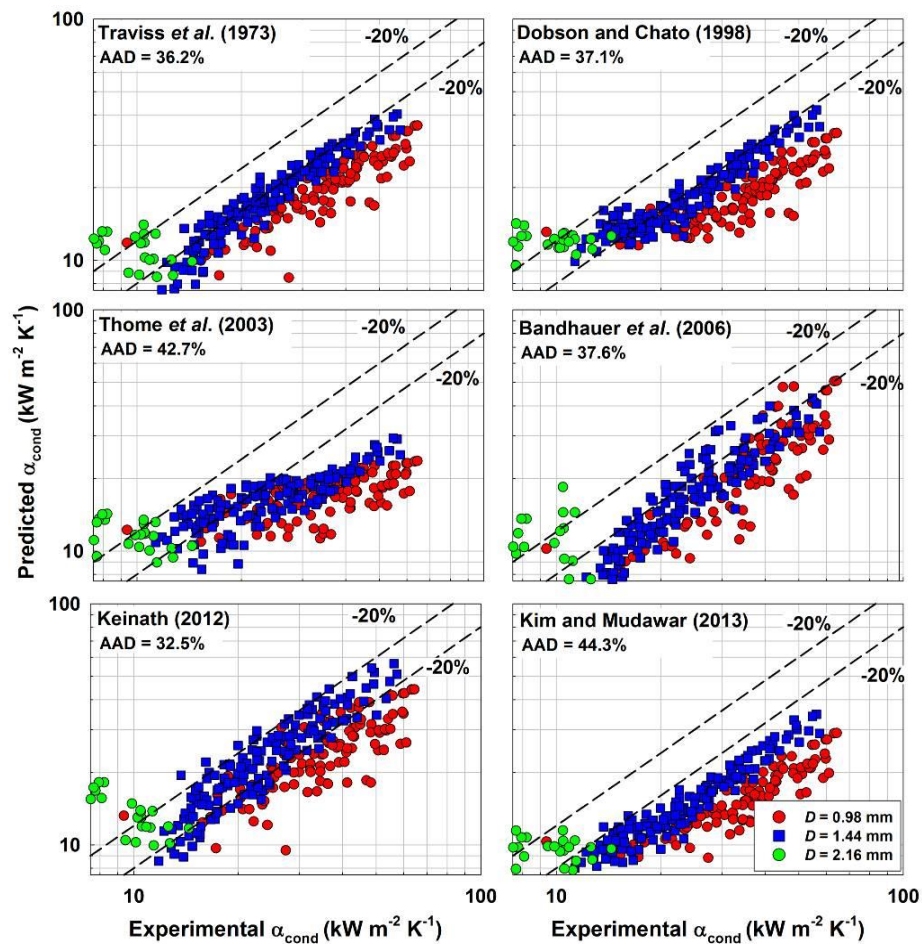 Traviss et al. (1973)
AAD = 36.2%
-20%
-20%
100
10
Dobson and Chato (1998)
AAD = 37.1%
-20%
-20%
Thome et al. (2003)
AAD = 42.7%
-20%
-20%
100
10
Bandhauer et al. (2006)
AAD = 37.6%
-20%
-20%
Predicted α_cond (kW m⁻² K⁻¹)
Keinath (2012)
AAD = 32.5%
-20%
-20%
100
10
10
100
Kim and Mudawar (2013)
AAD = 44.3%
-20%
-20%
D = 0.98 mm
D = 1.44 mm
D = 2.16 mm
10
100
Experimental α_cond (kW m⁻² K⁻¹)
Experimental α_cond (kW m⁻² K⁻¹)